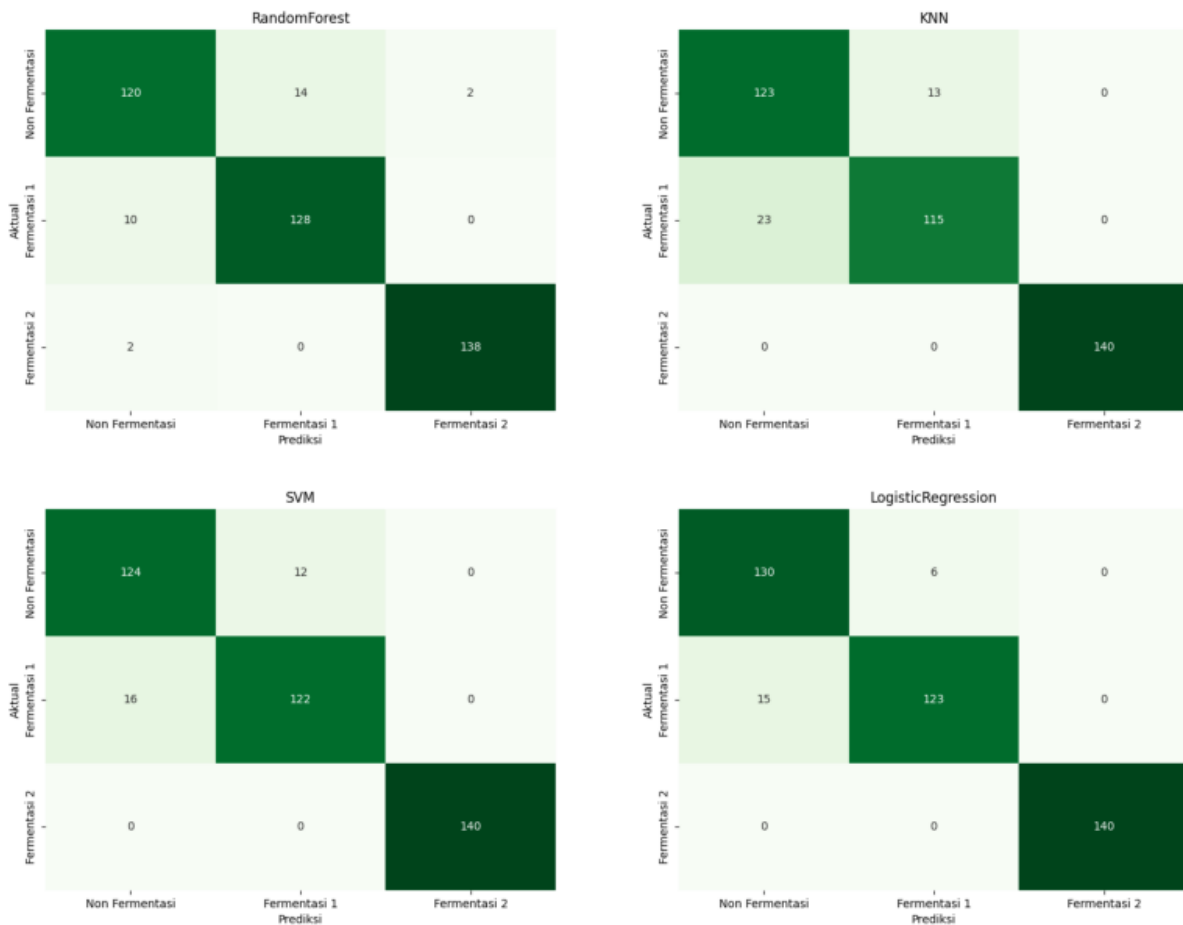 RandomForest
Non Fermentasi
Aktual
Fermentasi 1
Fermentasi 2
120 14 2
10 128 0
2 0 138
Non Fermentasi Fermentasi 1 Fermentasi 2
Prediksi
KNN
Non Fermentasi
Aktual
Fermentasi 1
Fermentasi 2
123 13 0
23 115 0
0 0 140
Non Fermentasi Fermentasi 1 Fermentasi 2
Prediksi
SVM
Non Fermentasi
Aktual
Fermentasi 1
Fermentasi 2
124 12 0
16 122 0
0 0 140
Non Fermentasi Fermentasi 1 Fermentasi 2
Prediksi
LogisticRegression
Non Fermentasi
Aktual
Fermentasi 1
Fermentasi 2
130 6 0
15 123 0
0 0 140
Non Fermentasi Fermentasi 1 Fermentasi 2
Prediksi